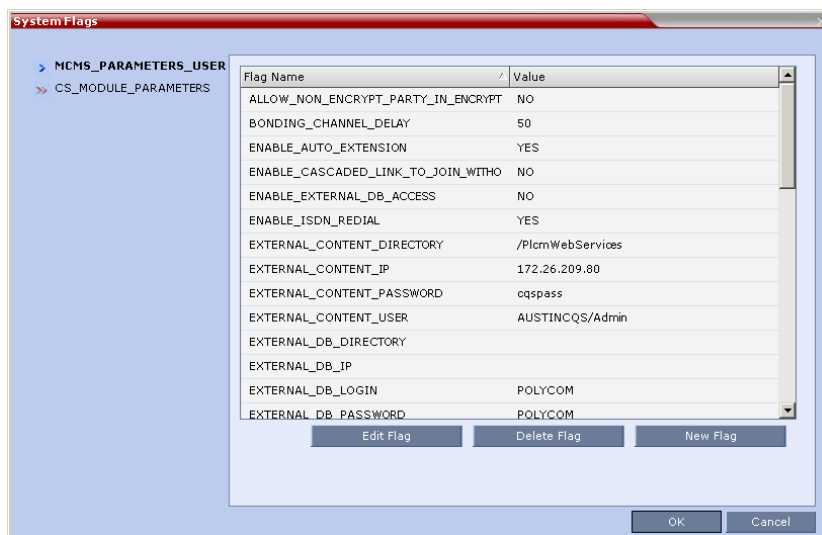 System Flags
MCMS_PARAMETERS_USER
CS_MODULE_PARAMETERS
Flag Name Value
ALLOW_NON_ENCRYPT_PARTY_IN_ENCRYPT NO
BONDING_CHANNEL_DELAY 50
ENABLE_AUTO_EXTENSION YES
ENABLE_CASCADED_LINK_TO_JOIN_WITHO NO
ENABLE_EXTERNAL_DB_ACCESS NO
ENABLE_ISDN_REDIAL YES
EXTERNAL_CONTENT_DIRECTORY /PlcmWebServices
EXTERNAL_CONTENT_IP 172.26.209.80
EXTERNAL_CONTENT_PASSWORD cqspass
EXTERNAL_CONTENT_USER AUSTINCQS/Admin
EXTERNAL_DB_DIRECTORY
EXTERNAL_DB_IP
EXTERNAL_DB_LOGIN POLYCOM
EXTERNAL_DB_PASSWORD POLYCOM
Edit Flag Delete Flag New Flag
OK Cancel